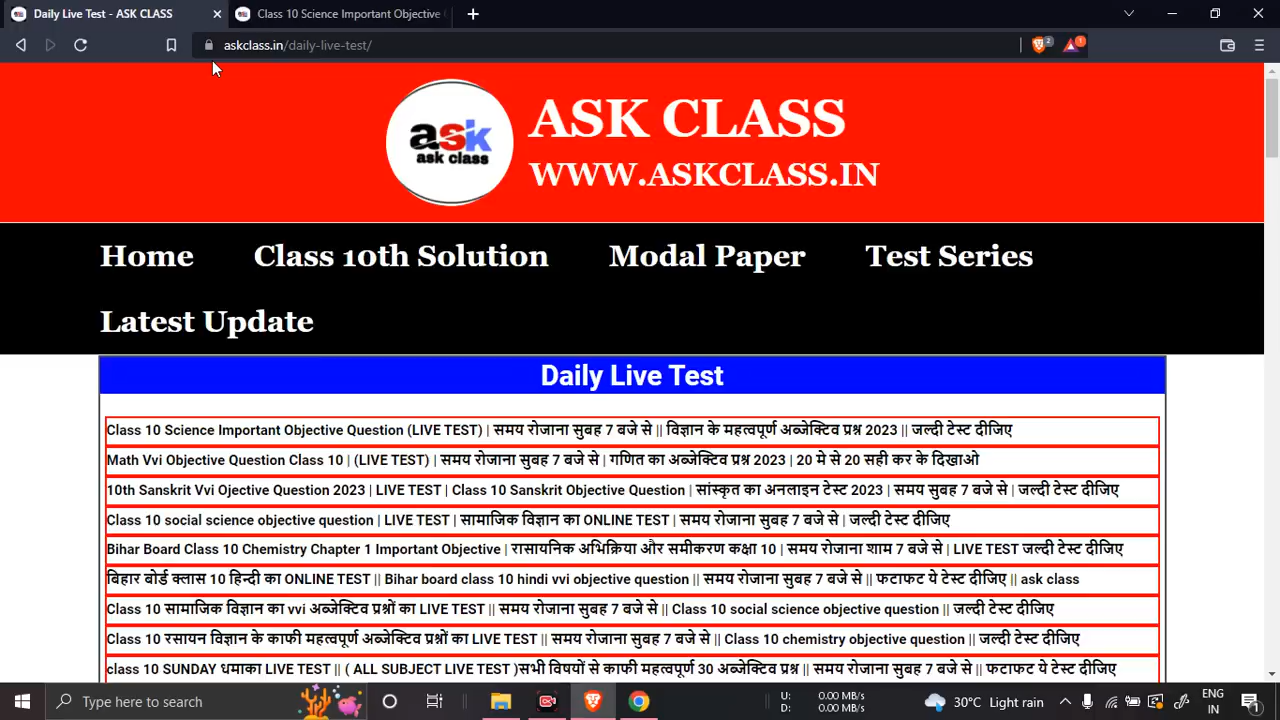 Daily Live Test - ASK CLASS
Class 10 Science Important Objective
askclass.in/daily-live-test/
2
1
ask
ask class
ASK CLASS
WWW.ASKCLASS.IN
Home
Class 10th Solution
Modal Paper
Test Series
Latest Update
Daily Live Test
Class 10 Science Important Objective Question (LIVE TEST) | समय रोजाना सुबह 7 बजे से || विज्ञान के महत्वपूर्ण अब्जेक्टिव प्रश्न 2023 || जल्दी टेस्ट दीजिए
Math Vvi Objective Question Class 10 | (LIVE TEST) | समय रोजाना सुबह 7 बजे से | गणित का अब्जेक्टिव प्रश्न 2023 | 20 मे से 20 सही कर के दिखाओ
10th Sanskrit Vvi Ojective Question 2023 | LIVE TEST | Class 10 Sanskrit Objective Question | सांस्कृत का अनलाइन टेस्ट 2023 | समय सुबह 7 बजे से | जल्दी टेस्ट दीजिए
Class 10 social science objective question | LIVE TEST | सामाजिक विज्ञान का ONLINE TEST | समय रोजाना सुबह 7 बजे से | जल्दी टेस्ट दीजिए
Bihar Board Class 10 Chemistry Chapter 1 Important Objective | रासायनिक अभिक्रिया और समीकरण कक्षा 10 | समय रोजाना शाम 7 बजे से | LIVE TEST जल्दी टेस्ट दीजिए
बिहार बोर्ड क्लास 10 हिन्दी का ONLINE TEST || Bihar board class 10 hindi vvi objective question || समय रोजाना सुबह 7 बजे से || फटाफट ये टेस्ट दीजिए || ask class
Class 10 सामाजिक विज्ञान का vvi अब्जेक्टिव प्रश्नों का LIVE TEST || समय रोजाना सुबह 7 बजे से || Class 10 social science objective question || जल्दी टेस्ट दीजिए
Class 10 रसायन विज्ञान के काफी महत्वपूर्ण अब्जेक्टिव प्रश्नों का LIVE TEST || समय रोजाना सुबह 7 बजे से || Class 10 chemistry objective question || जल्दी टेस्ट दीजिए
class 10 SUNDAY धमाका LIVE TEST || ( ALL SUBJECT LIVE TEST )सभी विषयों से काफी महत्वपूर्ण 30 अब्जेक्टिव प्रश्न || समय रोजाना सुबह 7 बजे से || फटाफट ये टेस्ट दीजिए
Type here to search
U: 0.00 MB/s
D: 0.00 MB/s
30°C Light rain
ENG
IN
1